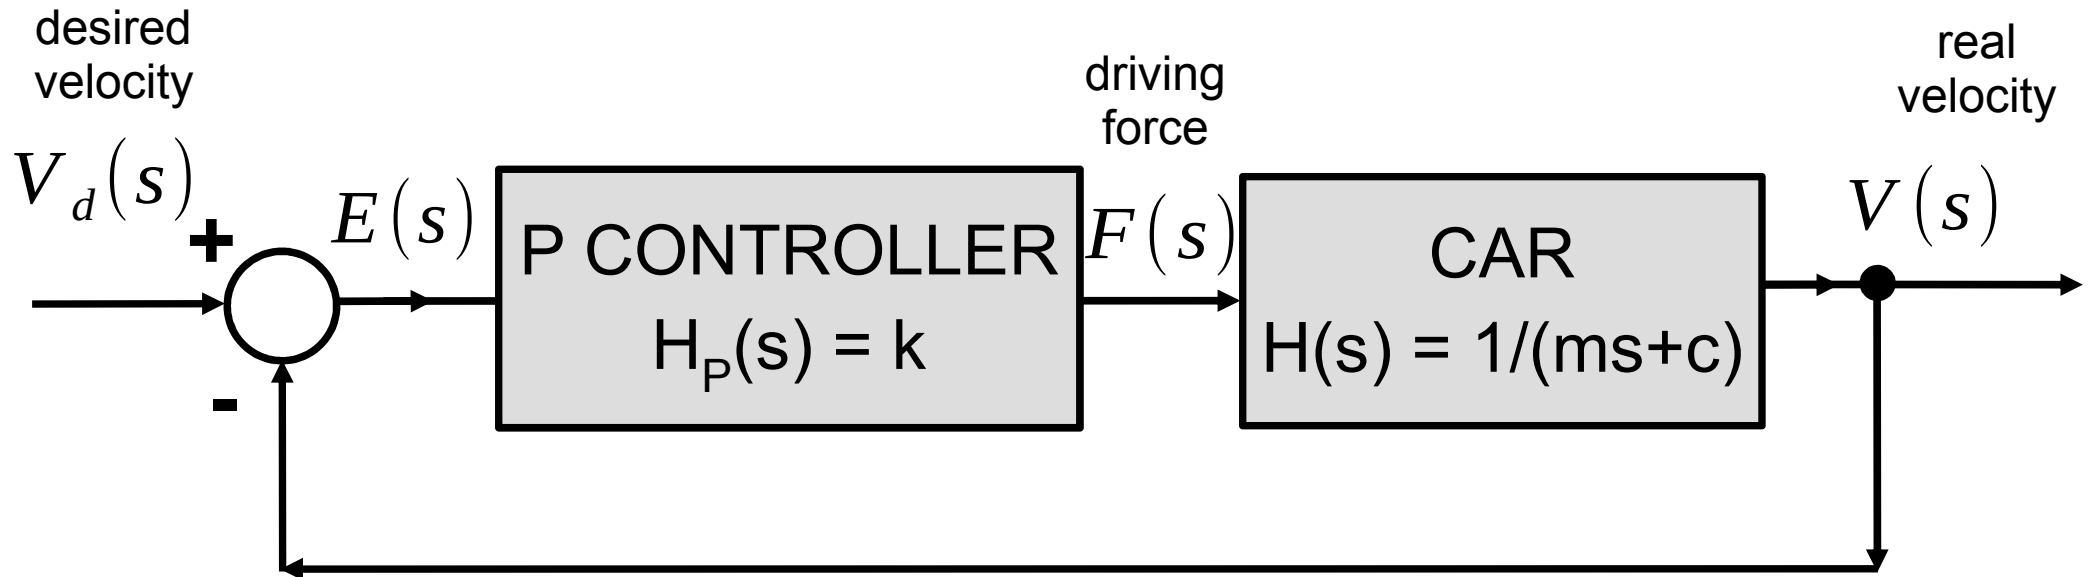 desired
velocity
V_d(s)
+
-
E(s)
P CONTROLLER
H_P(s) = k
driving
force
F(s)
CAR
H(s) = 1/(ms+c)
real
velocity
V(s)